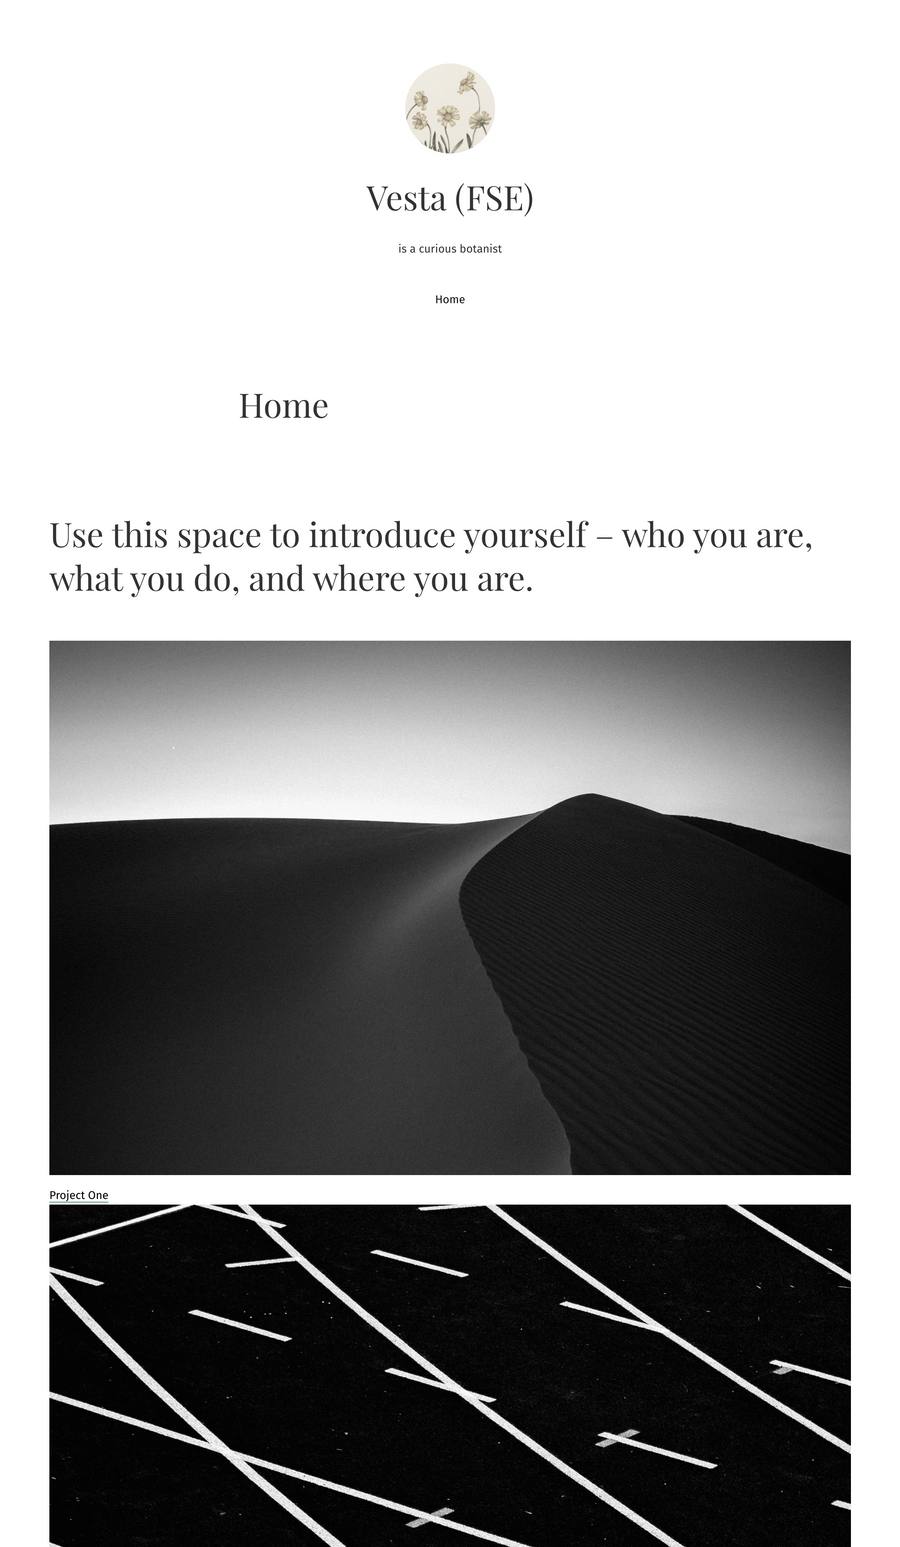 Vesta (FSE)
is a curious botanist
Home
Home
Use this space to introduce yourself – who you are,
what you do, and where you are.
Project One